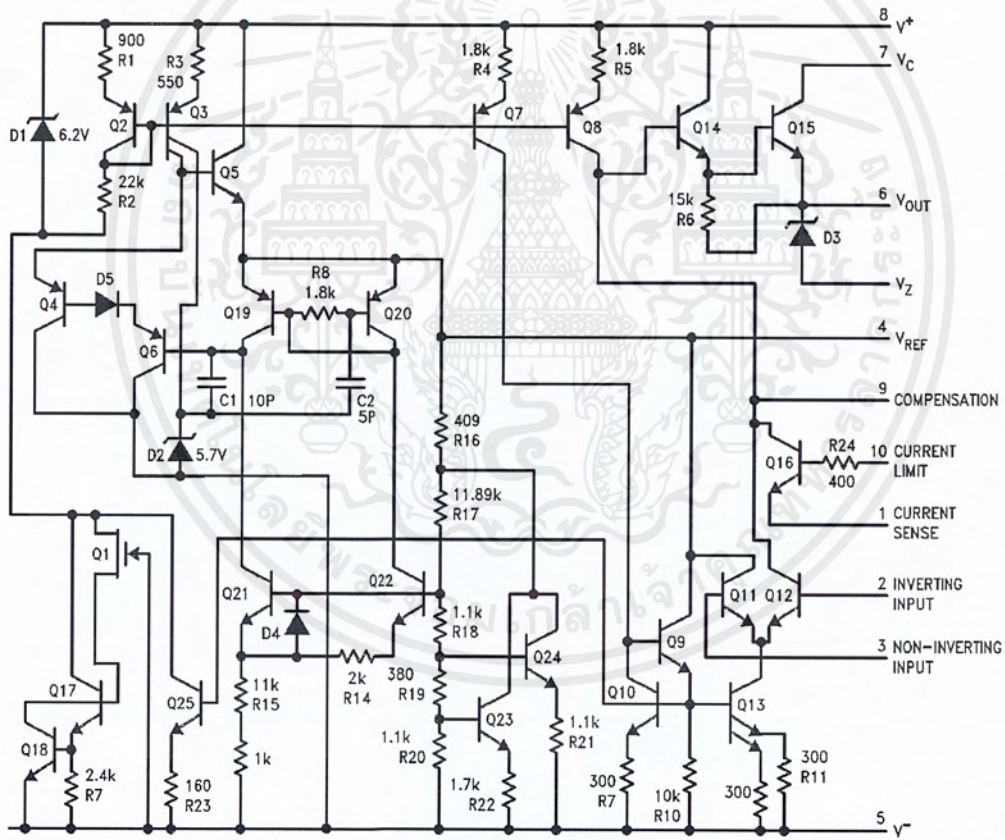 8 V⁺
7 V_C
900
R1
R3
550
1.8k
R4
1.8k
R5
D1
6.2V
Q2
Q3
Q7
Q8
Q14
Q15
Q5
22k
R2
15k
R6
6 V_OUT
D3
V_Z
Q4
D5
Q6
R8
1.8k
Q19
Q20
4 V_REF
C1
10P
C2
5P
9 COMPENSATION
409
R16
D2
5.7V
Q16
R24
400
10 CURRENT
LIMIT
11.89k
R17
1 CURRENT
SENSE
Q1
Q21
Q22
Q11
Q12
2 INVERTING
INPUT
D4
1.1k
R18
Q9
3 NON-INVERTING
INPUT
Q24
2k
R14
380
R19
Q17
Q25
11k
R15
Q23
Q10
Q13
Q18
1.1k
R20
1.1k
R21
2.4k
R7
160
R23
1k
1.7k
R22
300
R7
10k
R10
300
300
R11
5 V⁻